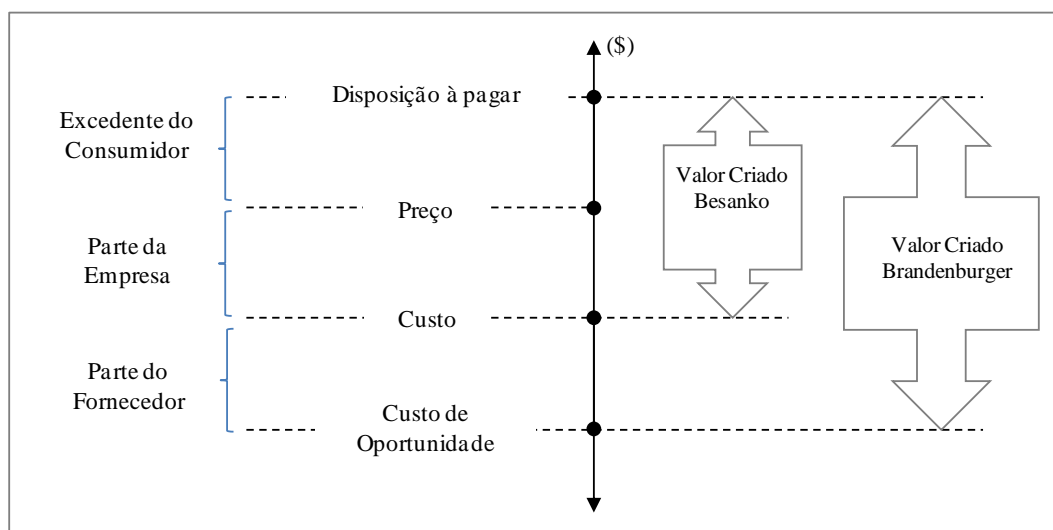 ($)
Disposição à pagar
Excedente do
Consumidor
Valor Criado
Besanko
Preço
Parte da
Empresa
Valor Criado
Brandenburger
Custo
Parte do
Fornecedor
Custo de
Oportunidade